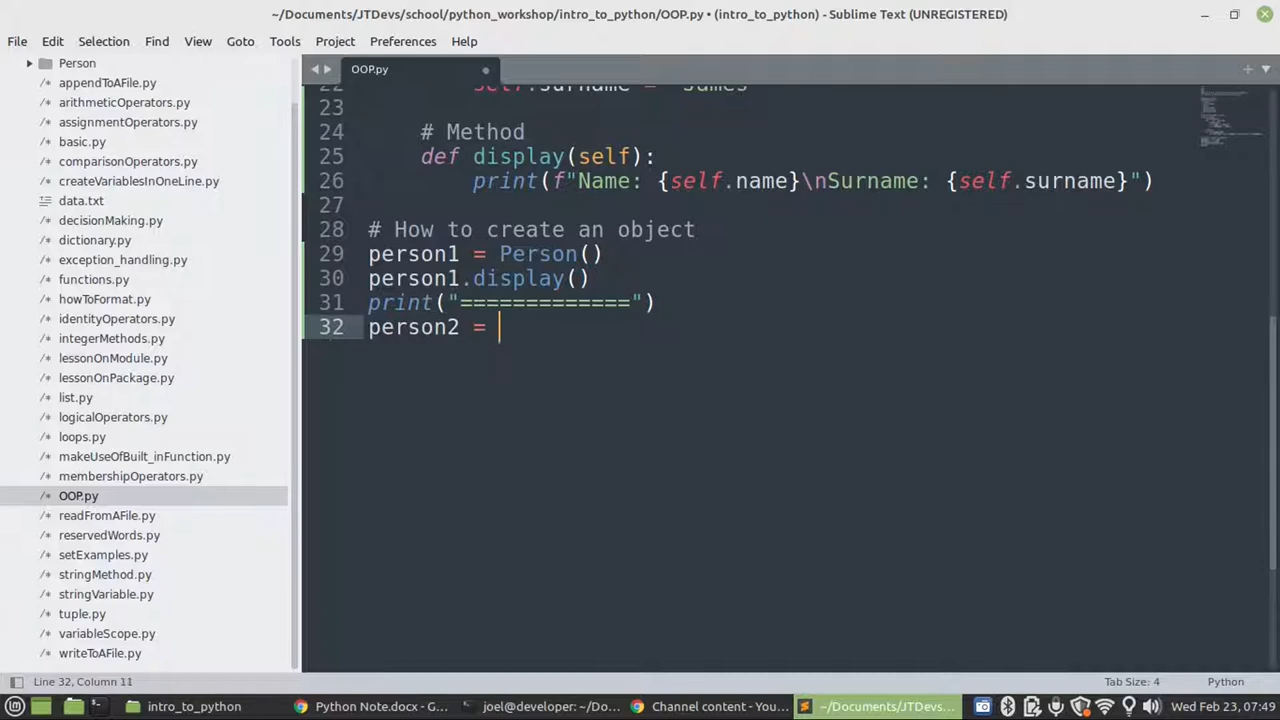 ~/Documents/JTDevs/school/python_workshop/intro_to_python/OOP.py • (intro_to_python) - Sublime Text (UNREGISTERED)
File Edit Selection Find View Goto Tools Project Preferences Help
Person
appendToAFile.py
arithmeticOperators.py
assignmentOperators.py
basic.py
comparisonOperators.py
createVariablesInOneLine.py
data.txt
decisionMaking.py
dictionary.py
exception_handling.py
functions.py
howToFormat.py
identityOperators.py
integerMethods.py
lessonOnModule.py
lessonOnPackage.py
list.py
logicalOperators.py
loops.py
makeUseOfBuilt_inFunction.py
membershipOperators.py
OOP.py
readFromAFile.py
reservedWords.py
setExamples.py
stringMethod.py
stringVariable.py
tuple.py
variableScope.py
writeToAFile.py
OOP.py
22 self.surname = "James"
23
24 # Method
25 def display(self):
26 print(f"Name: {self.name}\nSurname: {self.surname}")
27
28 # How to create an object
29 person1 = Person()
30 person1.display()
31 print("=============")
32 person2 =
Line 32, Column 11 Tab Size: 4 Python
intro_to_python Python Note.docx - G... joel@developer: ~/Do... Channel content - You... ~/Documents/JTDevs... Wed Feb 23, 07:49